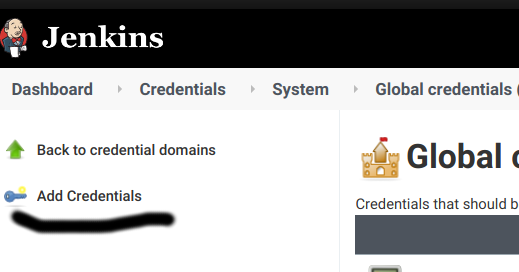 Jenkins
Dashboard Credentials System Global credentials (
Back to credential domains
Global c
Add Credentials
Credentials that should b